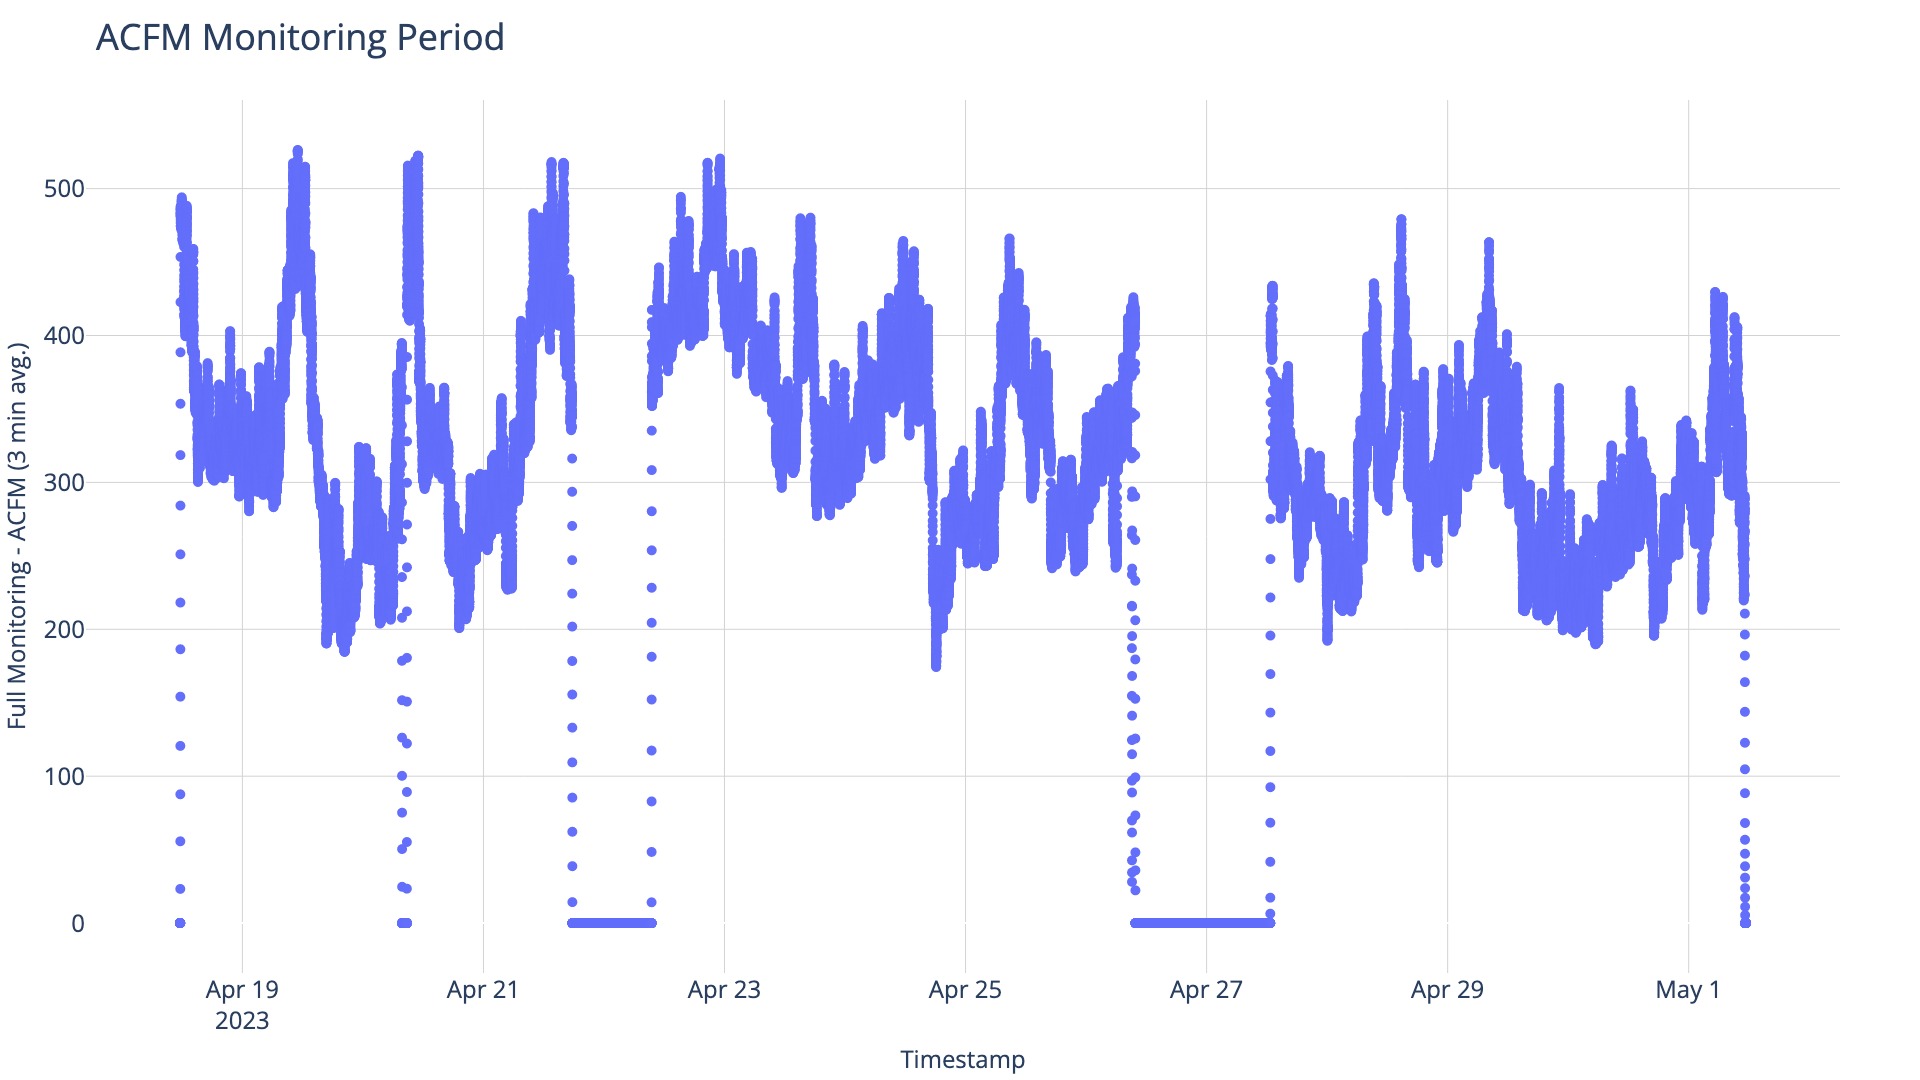 ACFM Monitoring Period
Full Monitoring - ACFM (3 min avg.)
500
400
300
200
100
0
Apr 19
2023
Apr 21
Apr 23
Apr 25
Apr 27
Apr 29
May 1
Timestamp